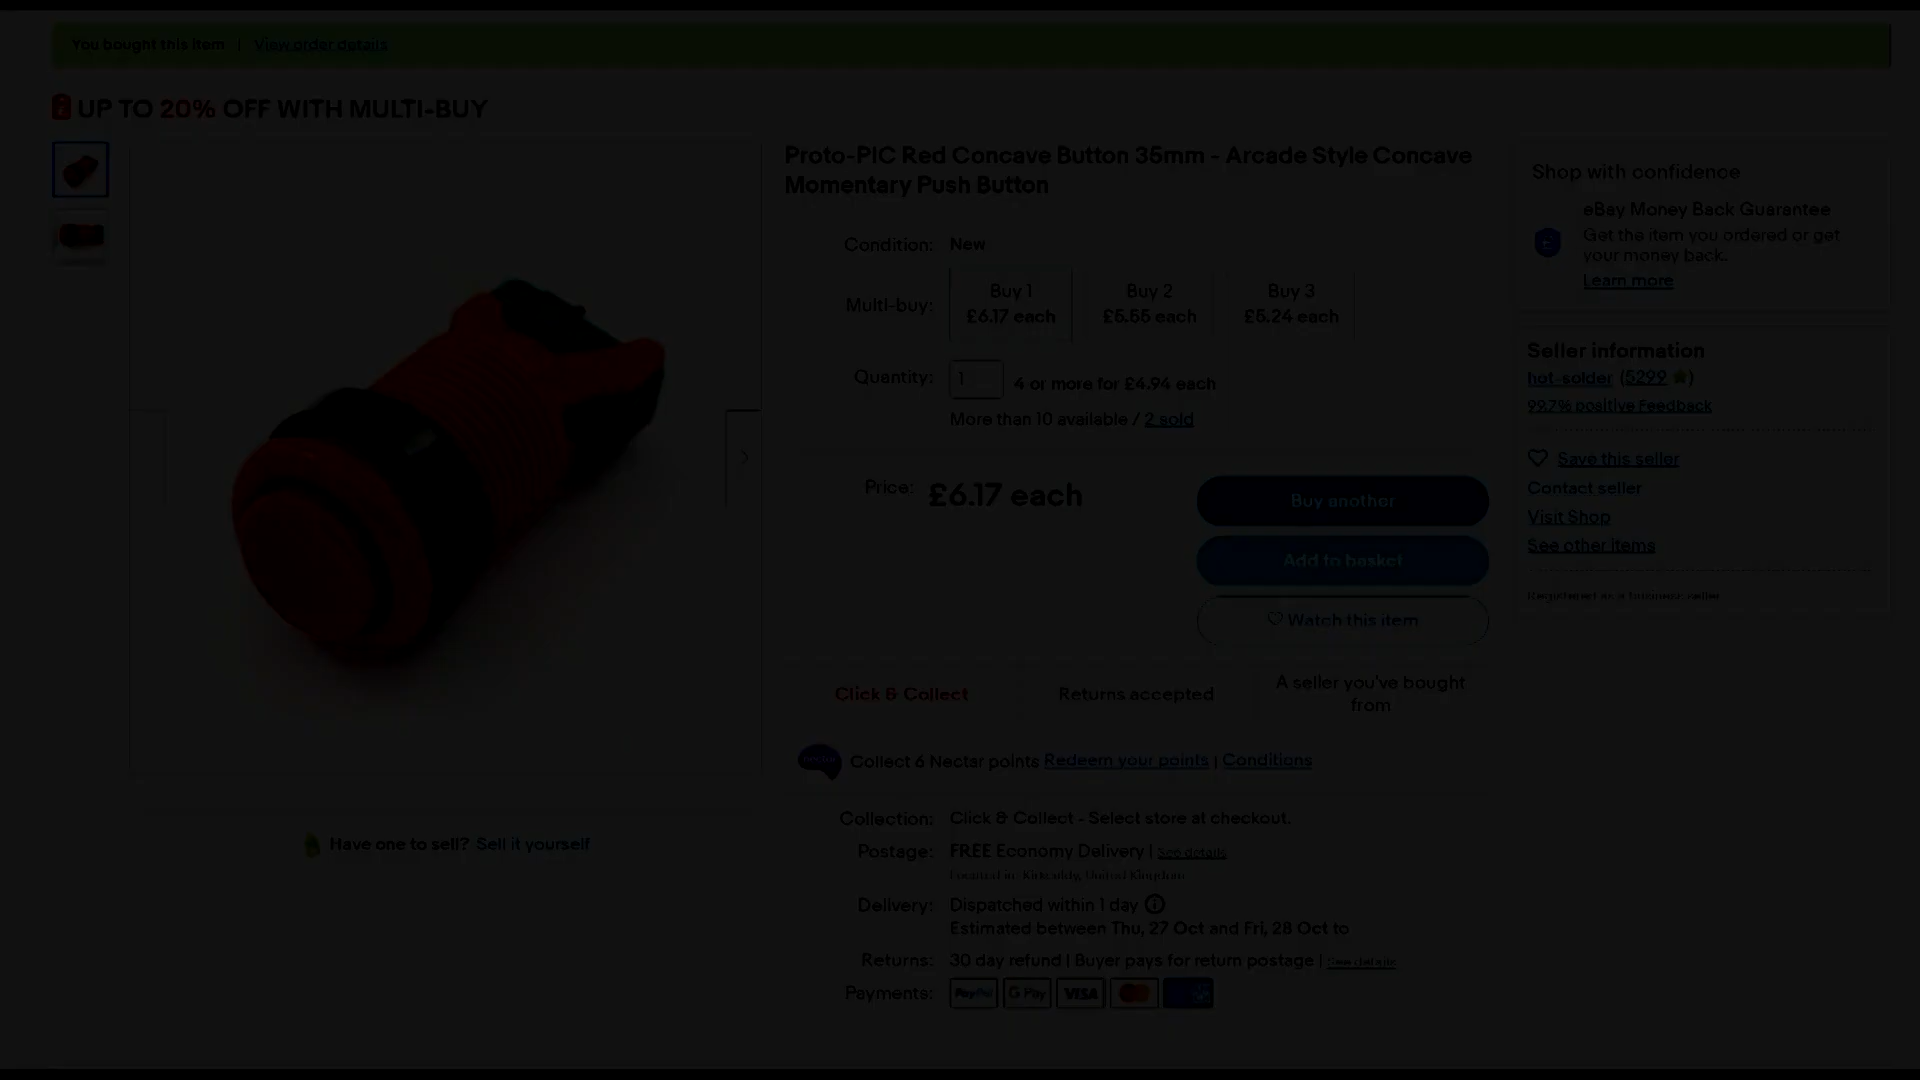 You bought this item | View order details
UP TO 20% OFF WITH MULTI-BUY
Proto-PIC Red Concave Button 35mm - Arcade Style Concave
Momentary Push Button
Condition: New
Multi-buy:
Buy 1
£6.17 each
Buy 2
£5.55 each
Buy 3
£5.24 each
Quantity: 1 4 or more for £4.94 each
More than 10 available / 2 sold
Price: £6.17 each
Buy another
Add to basket
Watch this item
Click & Collect
Returns accepted
A seller you've bought
from
Collect 6 Nectar points Redeem your points | Conditions
Collection: Click & Collect - Select store at checkout.
Postage: FREE Economy Delivery | See details
Located in: Kirkcaldy, United Kingdom
Delivery: Dispatched within 1 day
Estimated between Thu, 27 Oct and Fri, 28 Oct to
Returns: 30 day refund | Buyer pays for return postage | See details
Payments: PayPal G Pay VISA
Have one to sell? Sell it yourself
Shop with confidence
eBay Money Back Guarantee
Get the item you ordered or get
your money back.
Learn more
Seller information
hot-solder (5299)
99.7% positive Feedback
Save this seller
Contact seller
Visit Shop
See other items
Registered as a business seller